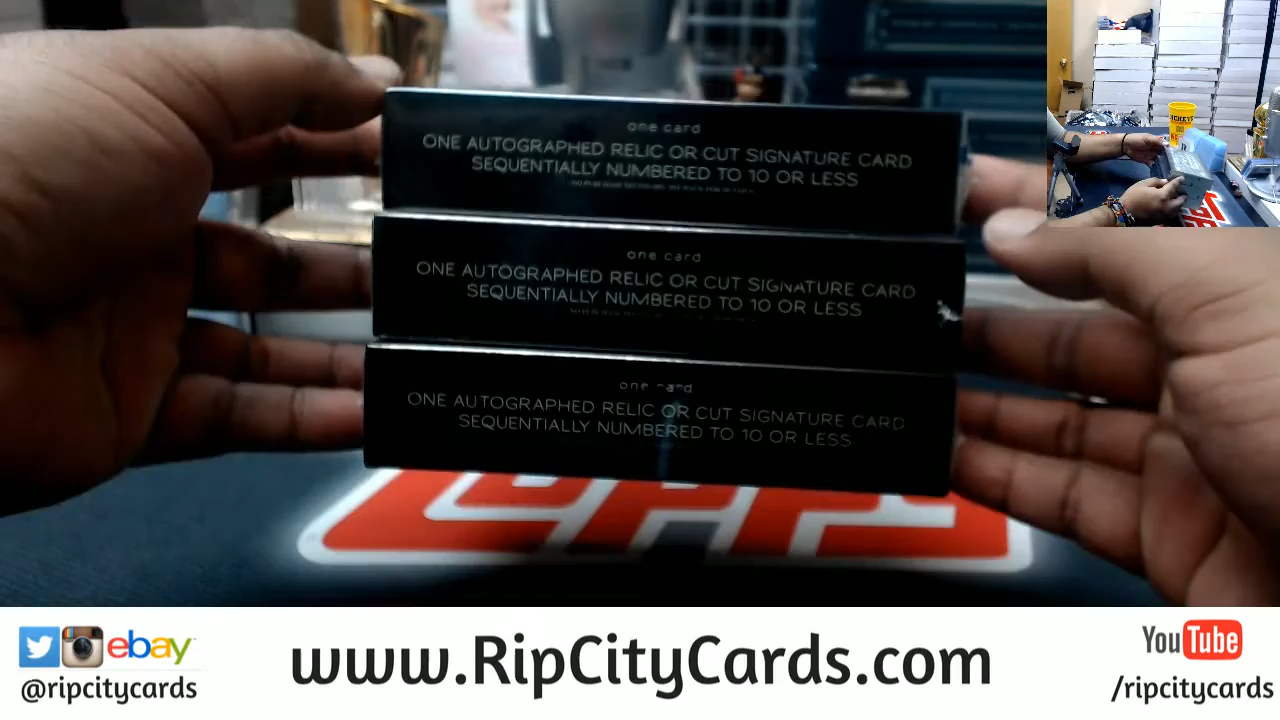 one card
ONE AUTOGRAPHED RELIC OR CUT SIGNATURE CARD
SEQUENTIALLY NUMBERED TO 10 OR LESS
one card
ONE AUTOGRAPHED RELIC OR CUT SIGNATURE CARD
SEQUENTIALLY NUMBERED TO 10 OR LESS
one card
ONE AUTOGRAPHED RELIC OR CUT SIGNATURE CARD
SEQUENTIALLY NUMBERED TO 10 OR LESS
ebay
@ripcitycards
www.RipCityCards.com
YouTube
/ripcitycards